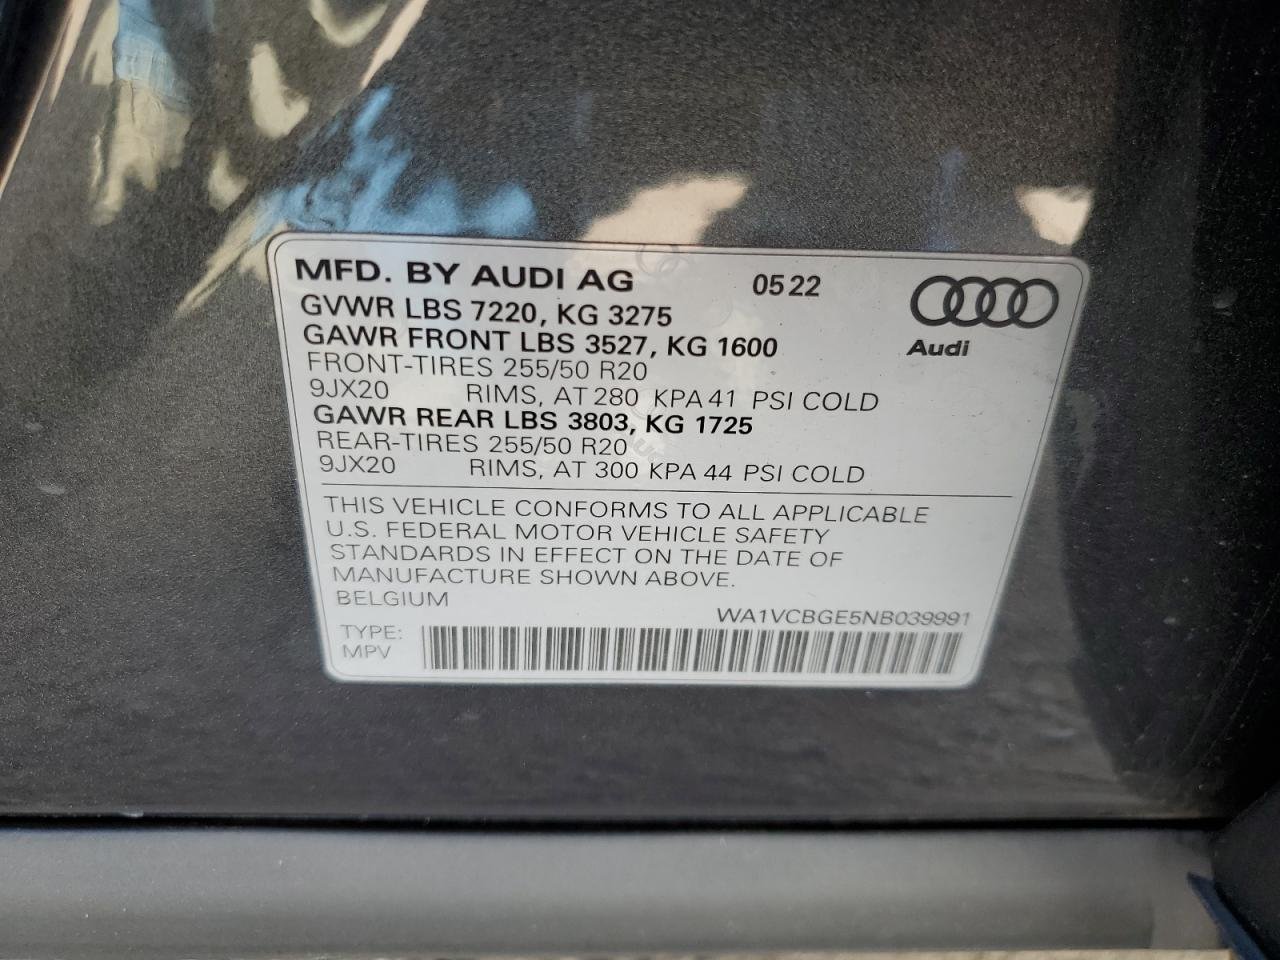 MFD. BY AUDI AG 05 22
GVWR LBS 7220, KG 3275
GAWR FRONT LBS 3527, KG 1600
Audi
FRONT-TIRES 255/50 R20
9JX20 RIMS, AT 280 KPA 41 PSI COLD
GAWR REAR LBS 3803, KG 1725
REAR-TIRES 255/50 R20
9JX20 RIMS, AT 300 KPA 44 PSI COLD
THIS VEHICLE CONFORMS TO ALL APPLICABLE
U.S. FEDERAL MOTOR VEHICLE SAFETY
STANDARDS IN EFFECT ON THE DATE OF
MANUFACTURE SHOWN ABOVE.
BELGIUM
WA1VCBGE5NB039991
TYPE:
MPV